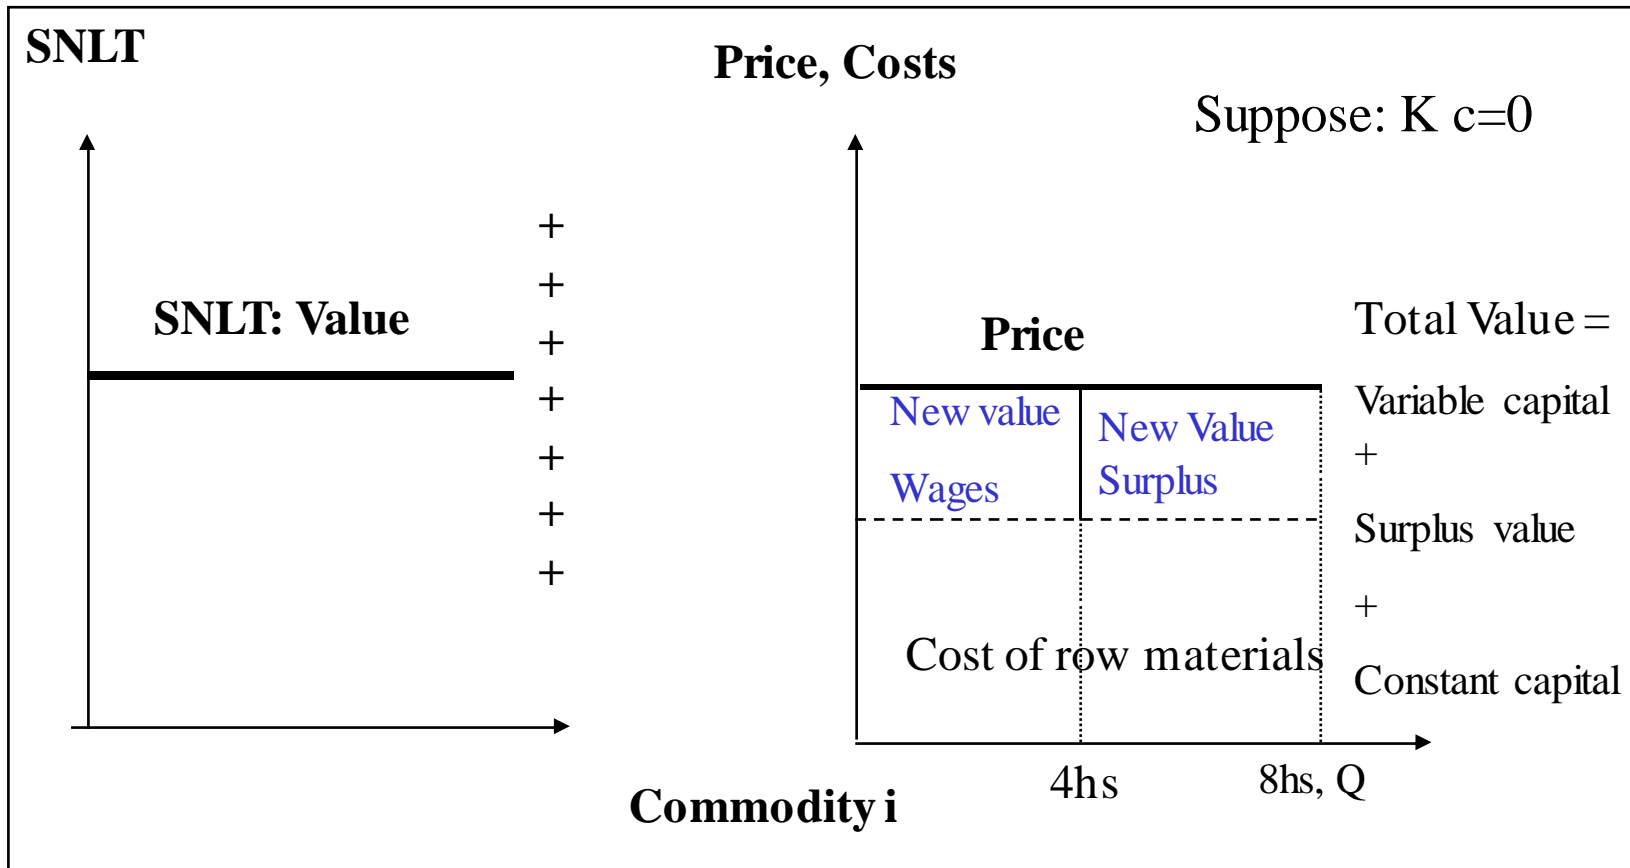 SNLT
Price, Costs
Suppose: K c=0
+
+
+
+
+
+
+
SNLT: Value
Price
New value
Wages
New Value
Surplus
Cost of row materials
Total Value =
Variable capital
+
Surplus value
+
Constant capital
4hs
8hs, Q
Commodity i